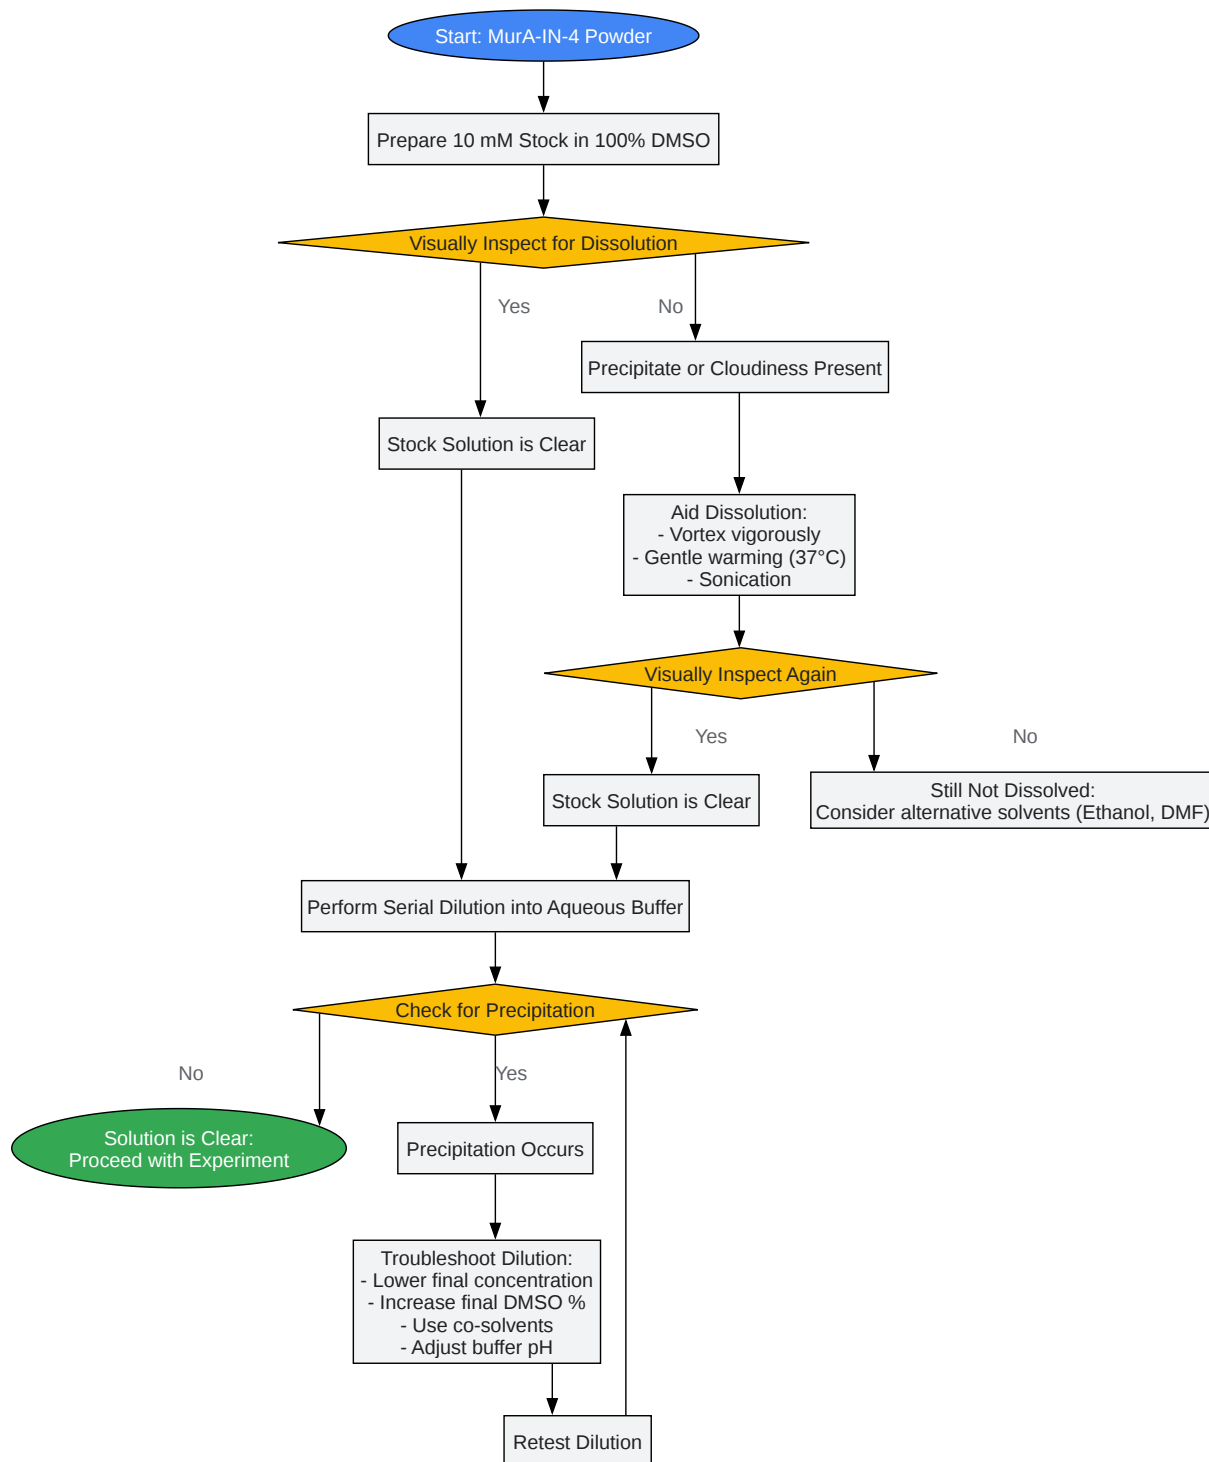 Start: MurA-IN-4 Powder
Prepare 10 mM Stock in 100% DMSO
Visually Inspect for Dissolution
Yes
No
Precipitate or Cloudiness Present
Stock Solution is Clear
Aid Dissolution:
- Vortex vigorously
- Gentle warming (37°C)
- Sonication
Visually Inspect Again
Yes
No
Stock Solution is Clear
Still Not Dissolved:
Consider alternative solvents (Ethanol, DMF)
Perform Serial Dilution into Aqueous Buffer
Check for Precipitation
No
Yes
Solution is Clear:
Proceed with Experiment
Precipitation Occurs
Troubleshoot Dilution:
- Lower final concentration
- Increase final DMSO %
- Use co-solvents
- Adjust buffer pH
Retest Dilution